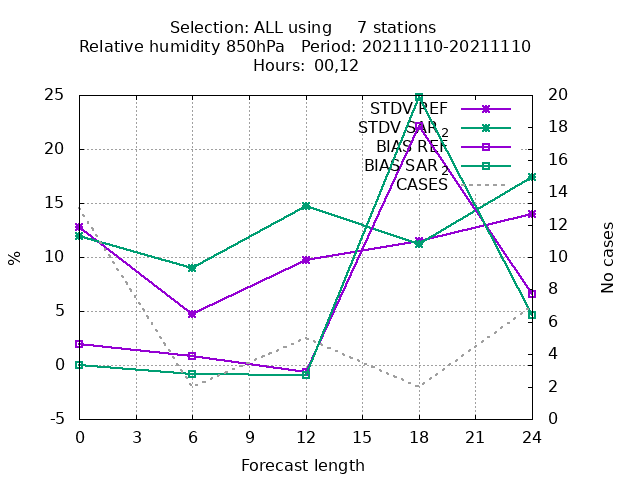 Selection: ALL using     7 stations
Relative humidity 850hPa   Period: 20211110-20211110
Hours: 00,12
STDV REF
STDV SAR 2
BIAS REF
BIAS SAR 2
CASES
%
No cases
25
20
15
10
5
0
-5
20
18
16
14
12
10
8
6
4
2
0
0 3 6 9 12 15 18 21 24
Forecast length